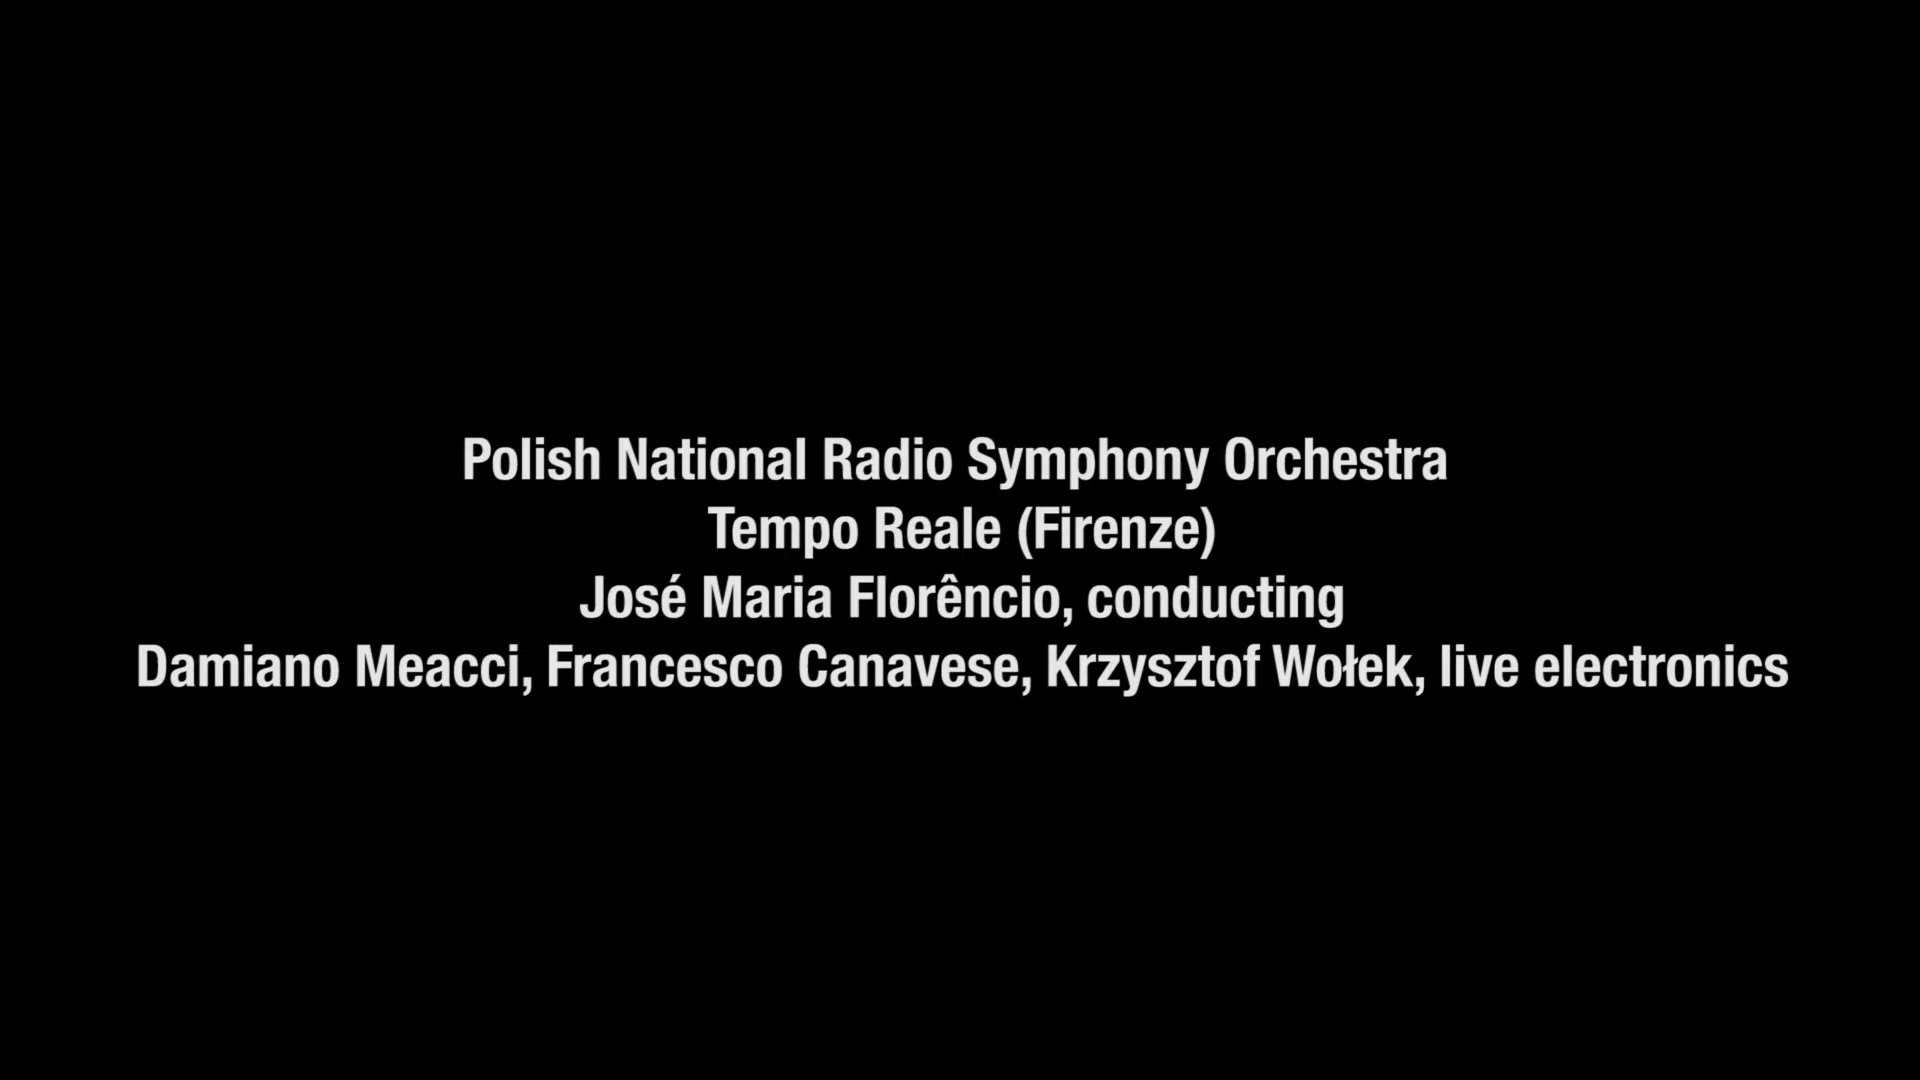 Polish National Radio Symphony Orchestra
Tempo Reale (Firenze)
José Maria Florêncio, conducting
Damiano Meacci, Francesco Canavese, Krzysztof Wołek, live electronics